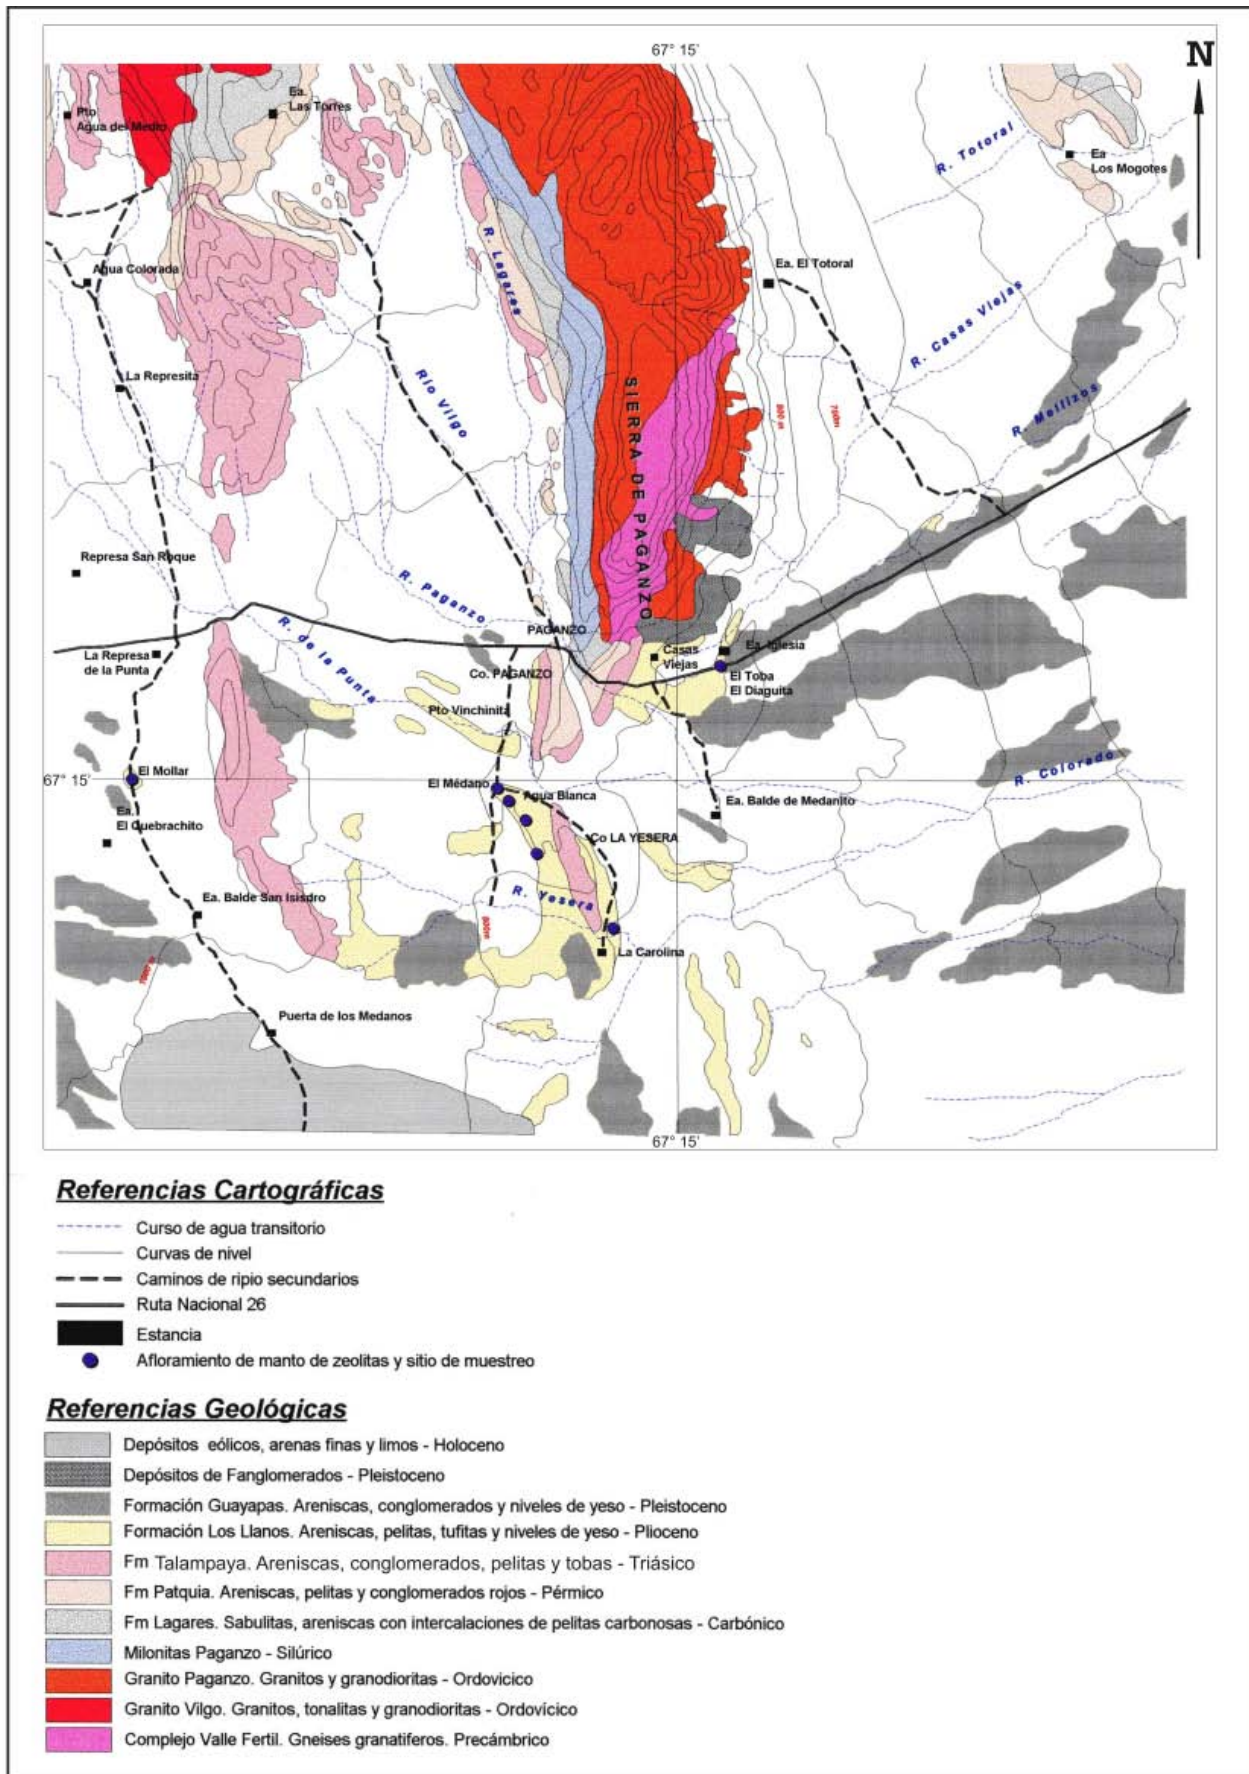 67° 15'
N
Ea.
Las Torres
Pto
Agua del Medio
R. Totoral
Ea
Los Mogotes
R. Lagares
Ea. El Totoral
Agua Colorada
R. Casas Viejas
La Represita
Río Vilgo
SIERRA DE PAGANZO
800 m
700m
R. Mellizos
Represa San Roque
R. Paganzo
PAGANZO
R. de la Punta
La Represa
de la Punta
Casas
Viejas
Ea. Iglesia
Co. PAGANZO
El Toba
El Diaguita
Pto Vinchinita
67° 15'
El Mollar
El Médano
Agua Blanca
R. Colorado
Ea.
El Quebrachito
Ea. Balde de Medanito
Co LA YESERA
Ea. Balde San Isisdro
R. Yesera
800m
La Carolina
Puerta de los Medanos
67° 15'
Referencias Cartográficas
Curso de agua transitorio
Curvas de nivel
Caminos de ripio secundarios
Ruta Nacional 26
Estancia
Afloramiento de manto de zeolitas y sitio de muestreo
Referencias Geológicas
Depósitos eólicos, arenas finas y limos - Holoceno
Depósitos de Fanglomerados - Pleistoceno
Formación Guayapas. Areniscas, conglomerados y niveles de yeso - Pleistoceno
Formación Los Llanos. Areniscas, pelitas, tufitas y niveles de yeso - Plioceno
Fm Talampaya. Areniscas, conglomerados, pelitas y tobas - Triásico
Fm Patquia. Areniscas, pelitas y conglomerados rojos - Pérmico
Fm Lagares. Sabulitas, areniscas con intercalaciones de pelitas carbonosas - Carbónico
Milonitas Paganzo - Silúrico
Granito Paganzo. Granitos y granodioritas - Ordovicico
Granito Vilgo. Granitos, tonalitas y granodioritas - Ordovícico
Complejo Valle Fertil. Gneises granatiferos. Precámbrico